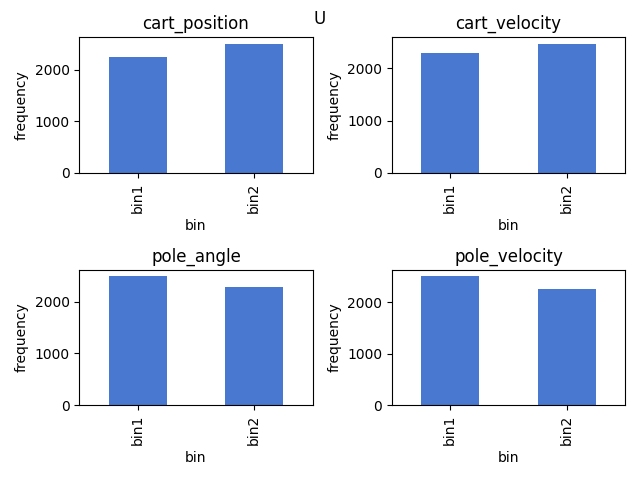 U
cart_position
frequency
2000
1000
0
bin1
bin2
bin
cart_velocity
frequency
2000
1000
0
bin1
bin2
bin
pole_angle
frequency
2000
1000
0
bin1
bin2
bin
pole_velocity
frequency
2000
1000
0
bin1
bin2
bin